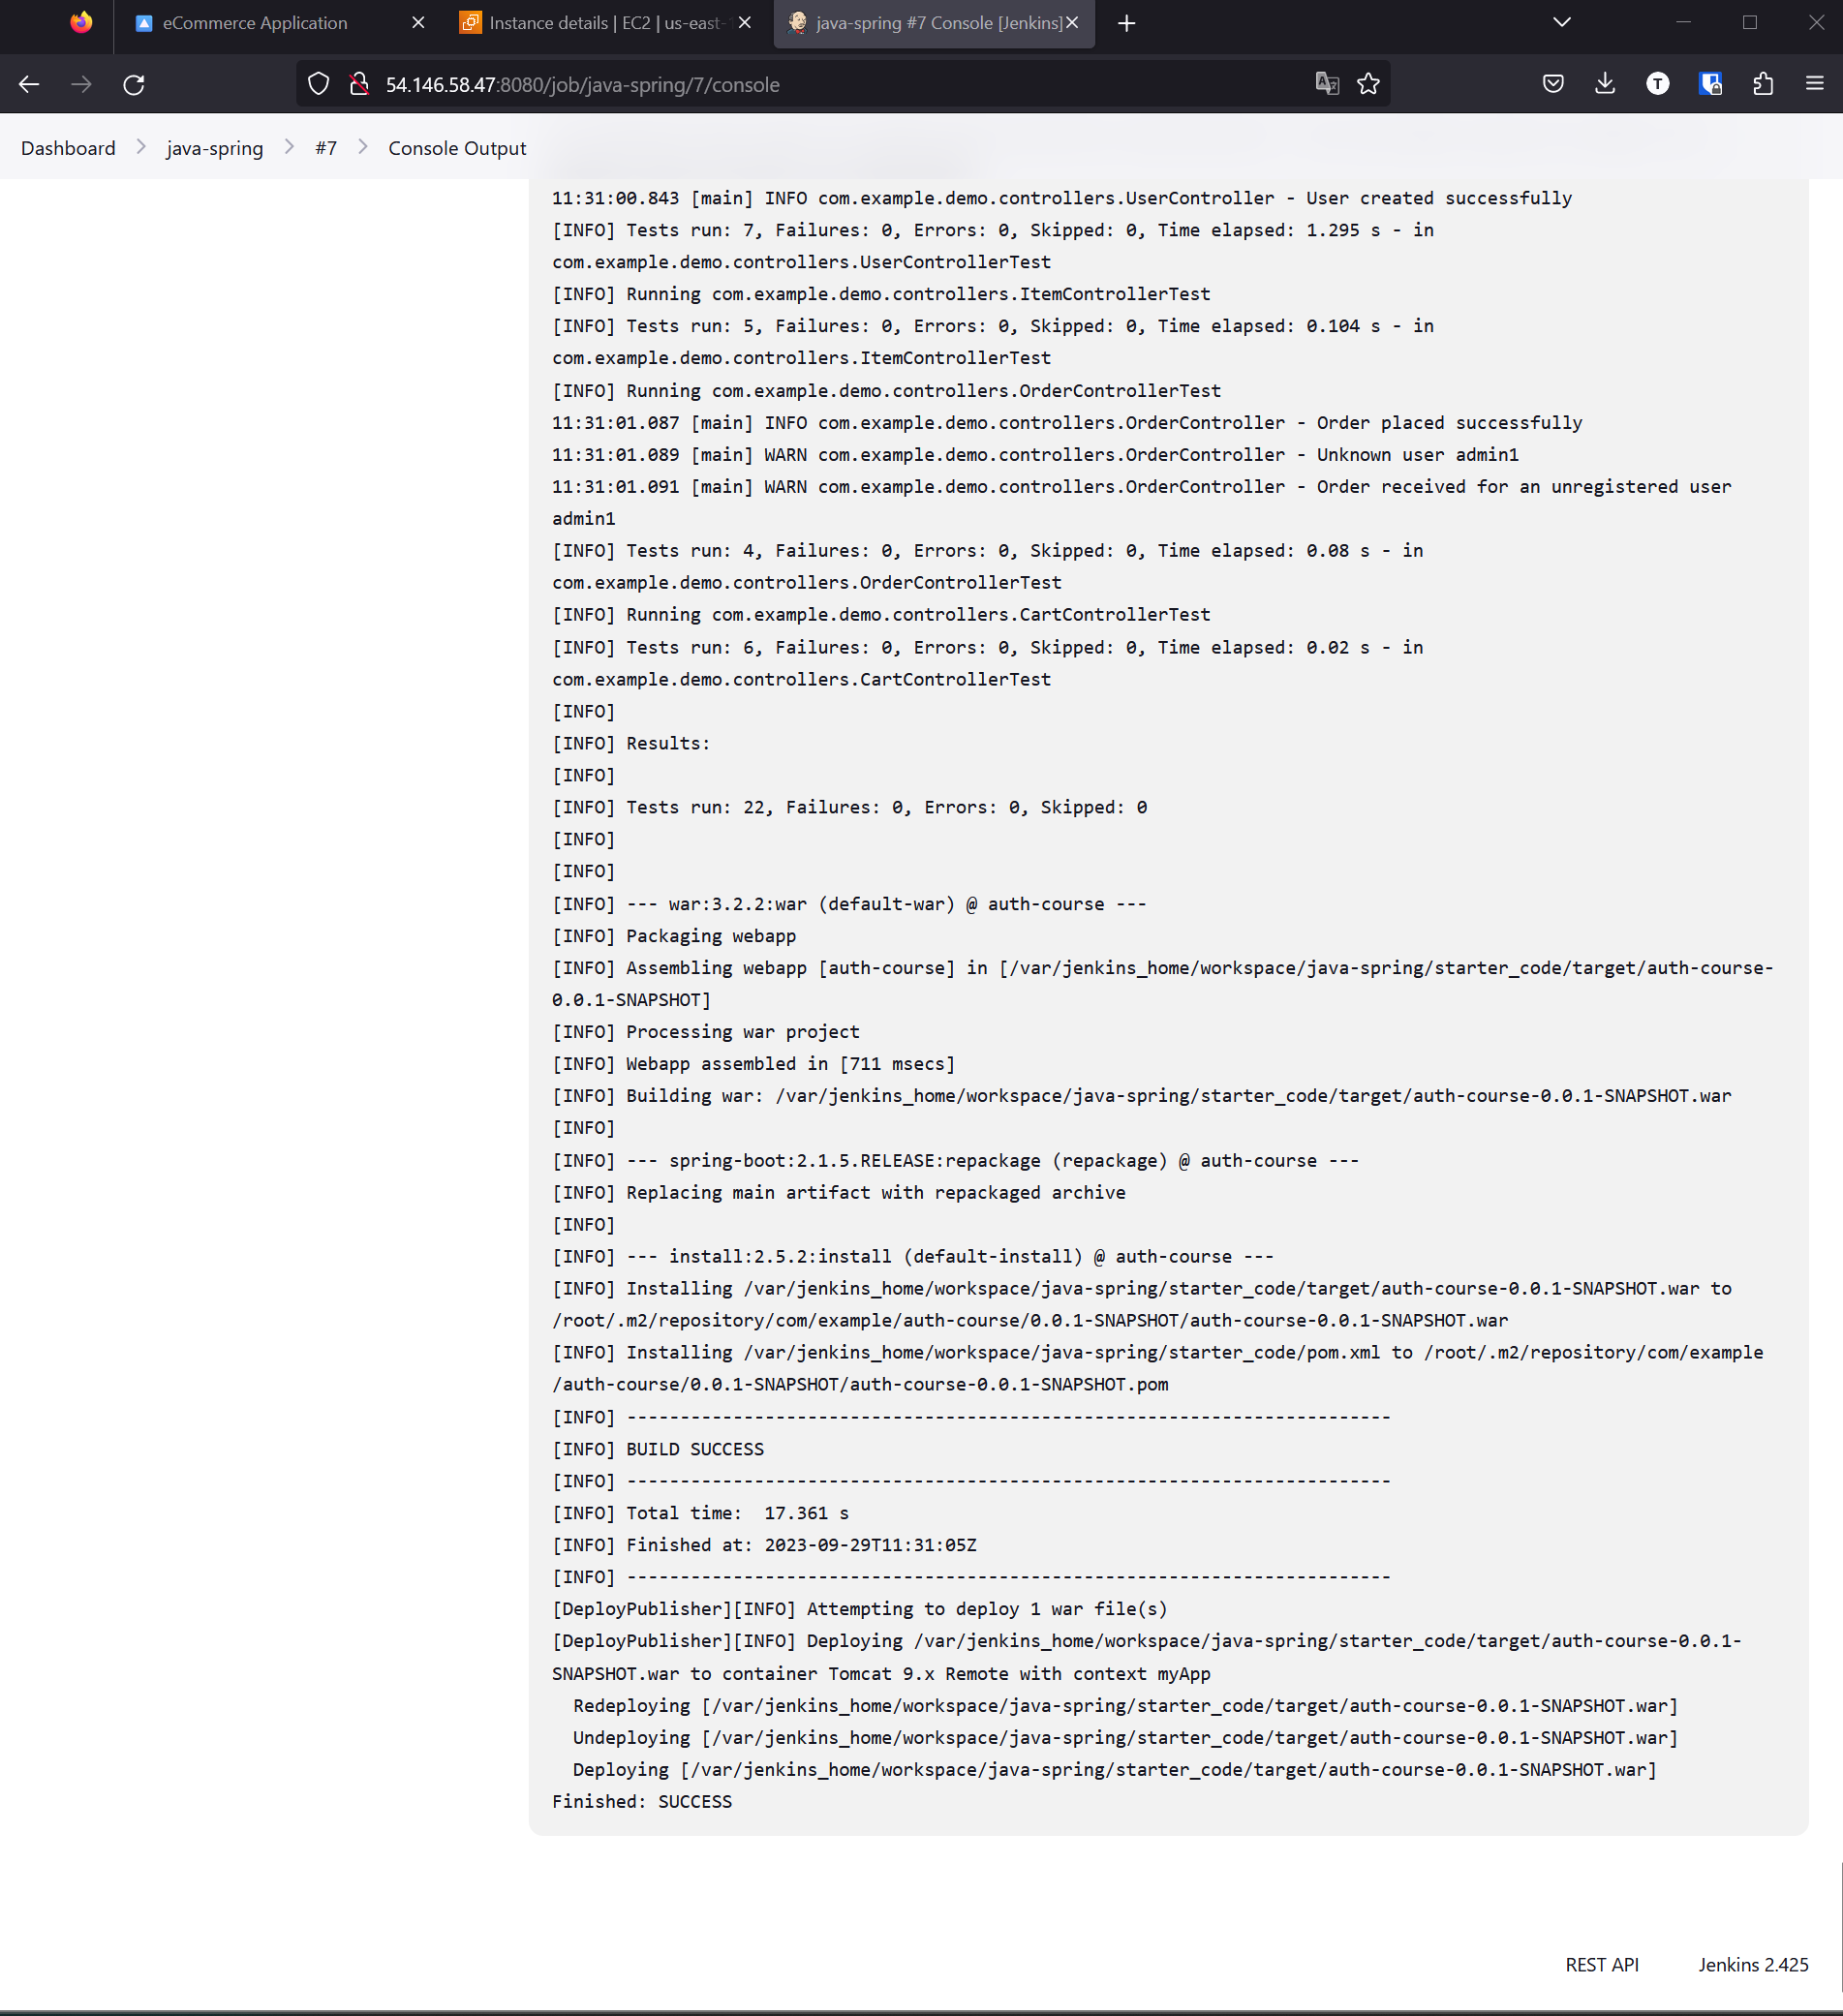 eCommerce Application
Instance details | EC2 | us-east-
java-spring #7 Console [Jenkins]
54.146.58.47:8080/job/java-spring/7/console
T
Dashboard
java-spring
#7
Console Output
11:31:00.843 [main] INFO com.example.demo.controllers.UserController - User created successfully
[INFO] Tests run: 7, Failures: 0, Errors: 0, Skipped: 0, Time elapsed: 1.295 s - in
com.example.demo.controllers.UserControllerTest
[INFO] Running com.example.demo.controllers.ItemControllerTest
[INFO] Tests run: 5, Failures: 0, Errors: 0, Skipped: 0, Time elapsed: 0.104 s - in
com.example.demo.controllers.ItemControllerTest
[INFO] Running com.example.demo.controllers.OrderControllerTest
11:31:01.087 [main] INFO com.example.demo.controllers.OrderController - Order placed successfully
11:31:01.089 [main] WARN com.example.demo.controllers.OrderController - Unknown user admin1
11:31:01.091 [main] WARN com.example.demo.controllers.OrderController - Order received for an unregistered user
admin1
[INFO] Tests run: 4, Failures: 0, Errors: 0, Skipped: 0, Time elapsed: 0.08 s - in
com.example.demo.controllers.OrderControllerTest
[INFO] Running com.example.demo.controllers.CartControllerTest
[INFO] Tests run: 6, Failures: 0, Errors: 0, Skipped: 0, Time elapsed: 0.02 s - in
com.example.demo.controllers.CartControllerTest
[INFO]
[INFO] Results:
[INFO]
[INFO] Tests run: 22, Failures: 0, Errors: 0, Skipped: 0
[INFO]
[INFO]
[INFO] --- war:3.2.2:war (default-war) @ auth-course ---
[INFO] Packaging webapp
[INFO] Assembling webapp [auth-course] in [/var/jenkins_home/workspace/java-spring/starter_code/target/auth-course-
0.0.1-SNAPSHOT]
[INFO] Processing war project
[INFO] Webapp assembled in [711 msecs]
[INFO] Building war: /var/jenkins_home/workspace/java-spring/starter_code/target/auth-course-0.0.1-SNAPSHOT.war
[INFO]
[INFO] --- spring-boot:2.1.5.RELEASE:repackage (repackage) @ auth-course ---
[INFO] Replacing main artifact with repackaged archive
[INFO]
[INFO] --- install:2.5.2:install (default-install) @ auth-course ---
[INFO] Installing /var/jenkins_home/workspace/java-spring/starter_code/target/auth-course-0.0.1-SNAPSHOT.war to
/root/.m2/repository/com/example/auth-course/0.0.1-SNAPSHOT/auth-course-0.0.1-SNAPSHOT.war
[INFO] Installing /var/jenkins_home/workspace/java-spring/starter_code/pom.xml to /root/.m2/repository/com/example
/auth-course/0.0.1-SNAPSHOT/auth-course-0.0.1-SNAPSHOT.pom
[INFO] ------------------------------------------------------------------------
[INFO] BUILD SUCCESS
[INFO] ------------------------------------------------------------------------
[INFO] Total time:  17.361 s
[INFO] Finished at: 2023-09-29T11:31:05Z
[INFO] ------------------------------------------------------------------------
[DeployPublisher][INFO] Attempting to deploy 1 war file(s)
[DeployPublisher][INFO] Deploying /var/jenkins_home/workspace/java-spring/starter_code/target/auth-course-0.0.1-
SNAPSHOT.war to container Tomcat 9.x Remote with context myApp
  Redeploying [/var/jenkins_home/workspace/java-spring/starter_code/target/auth-course-0.0.1-SNAPSHOT.war]
  Undeploying [/var/jenkins_home/workspace/java-spring/starter_code/target/auth-course-0.0.1-SNAPSHOT.war]
  Deploying [/var/jenkins_home/workspace/java-spring/starter_code/target/auth-course-0.0.1-SNAPSHOT.war]
Finished: SUCCESS
REST API
Jenkins 2.425